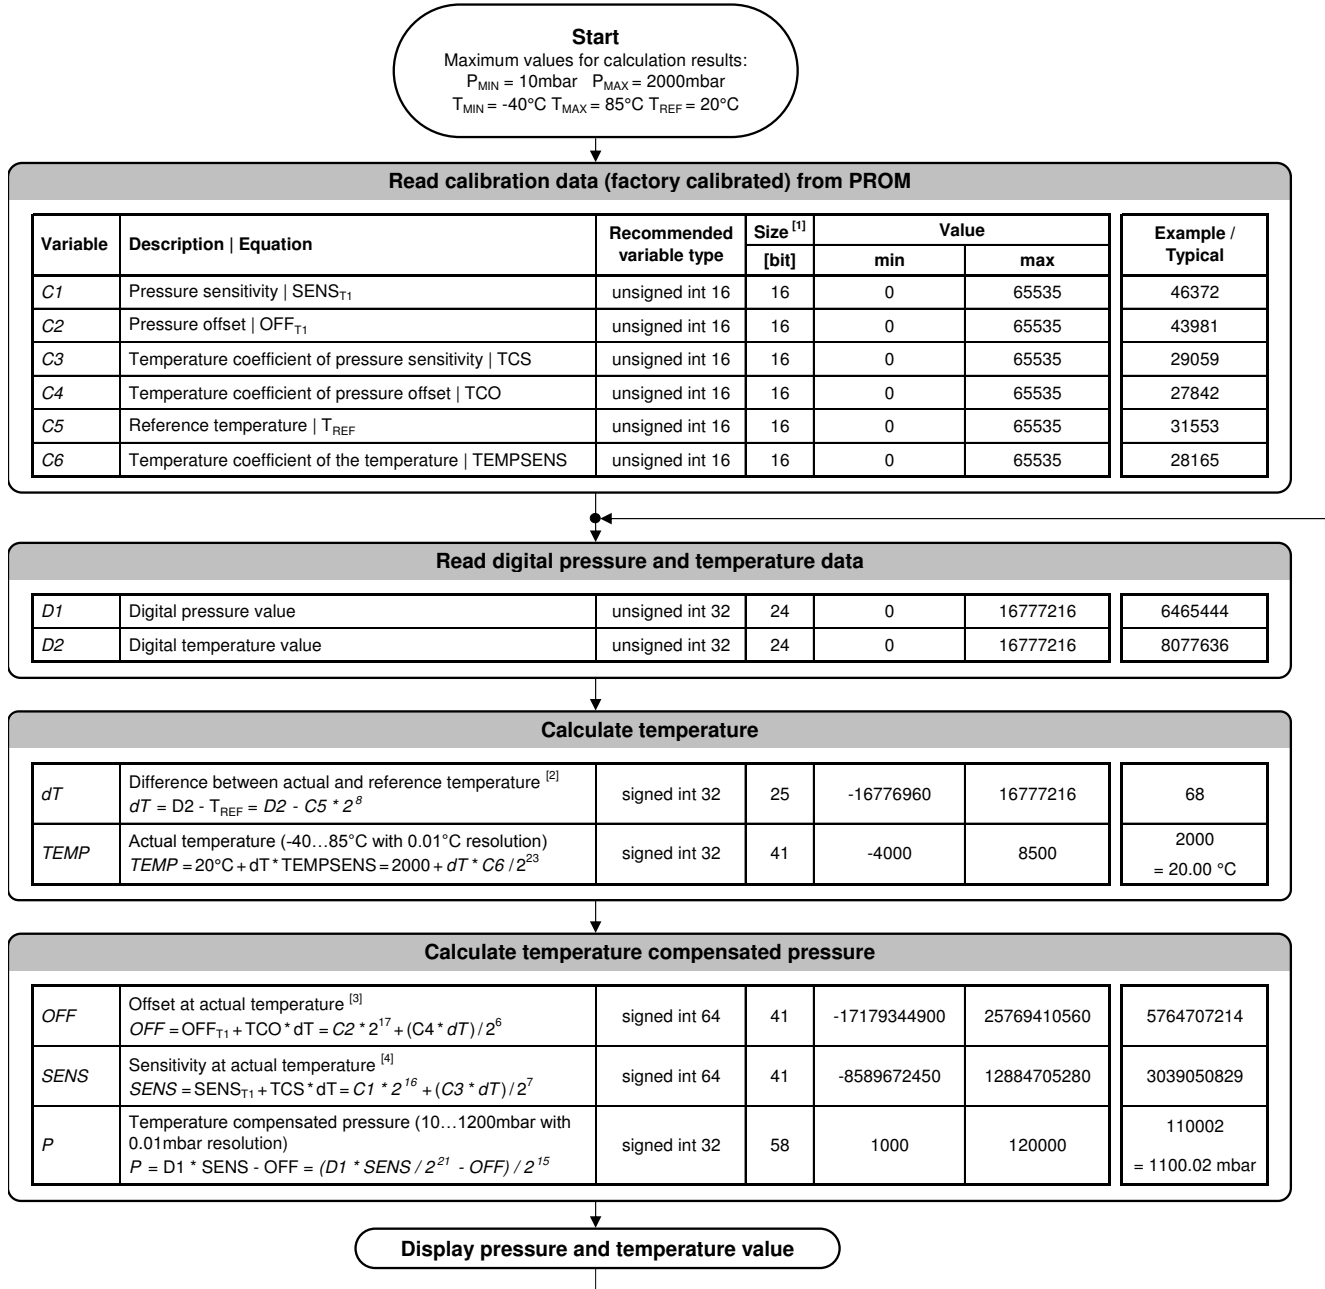 Start
Maximum values for calculation results:
P_MIN = 10mbar P_MAX = 2000mbar
T_MIN = -40°C T_MAX = 85°C T_REF = 20°C
Read calibration data (factory calibrated) from PROM
Variable Description | Equation Recommended variable type Size [1] [bit] Value min max Example / Typical
C1 Pressure sensitivity | SENS_T1 unsigned int 16 16 0 65535 46372
C2 Pressure offset | OFF_T1 unsigned int 16 16 0 65535 43981
C3 Temperature coefficient of pressure sensitivity | TCS unsigned int 16 16 0 65535 29059
C4 Temperature coefficient of pressure offset | TCO unsigned int 16 16 0 65535 27842
C5 Reference temperature | T_REF unsigned int 16 16 0 65535 31553
C6 Temperature coefficient of the temperature | TEMPSENS unsigned int 16 16 0 65535 28165
Read digital pressure and temperature data
D1 Digital pressure value unsigned int 32 24 0 16777216 6465444
D2 Digital temperature value unsigned int 32 24 0 16777216 8077636
Calculate temperature
dT Difference between actual and reference temperature [2]
dT = D2 - T_REF = D2 - C5 * 2^8 signed int 32 25 -16776960 16777216 68
TEMP Actual temperature (-40…85°C with 0.01°C resolution)
TEMP = 20°C + dT * TEMPSENS = 2000 + dT * C6 / 2^23 signed int 32 41 -4000 8500 2000
= 20.00 °C
Calculate temperature compensated pressure
OFF Offset at actual temperature [3]
OFF = OFF_T1 + TCO * dT = C2 * 2^17 + (C4 * dT) / 2^6 signed int 64 41 -17179344900 25769410560 5764707214
SENS Sensitivity at actual temperature [4]
SENS = SENS_T1 + TCS * dT = C1 * 2^16 + (C3 * dT) / 2^7 signed int 64 41 -8589672450 12884705280 3039050829
P Temperature compensated pressure (10…1200mbar with
0.01mbar resolution)
P = D1 * SENS - OFF = (D1 * SENS / 2^21 - OFF) / 2^15 signed int 32 58 1000 120000 110002
= 1100.02 mbar
Display pressure and temperature value